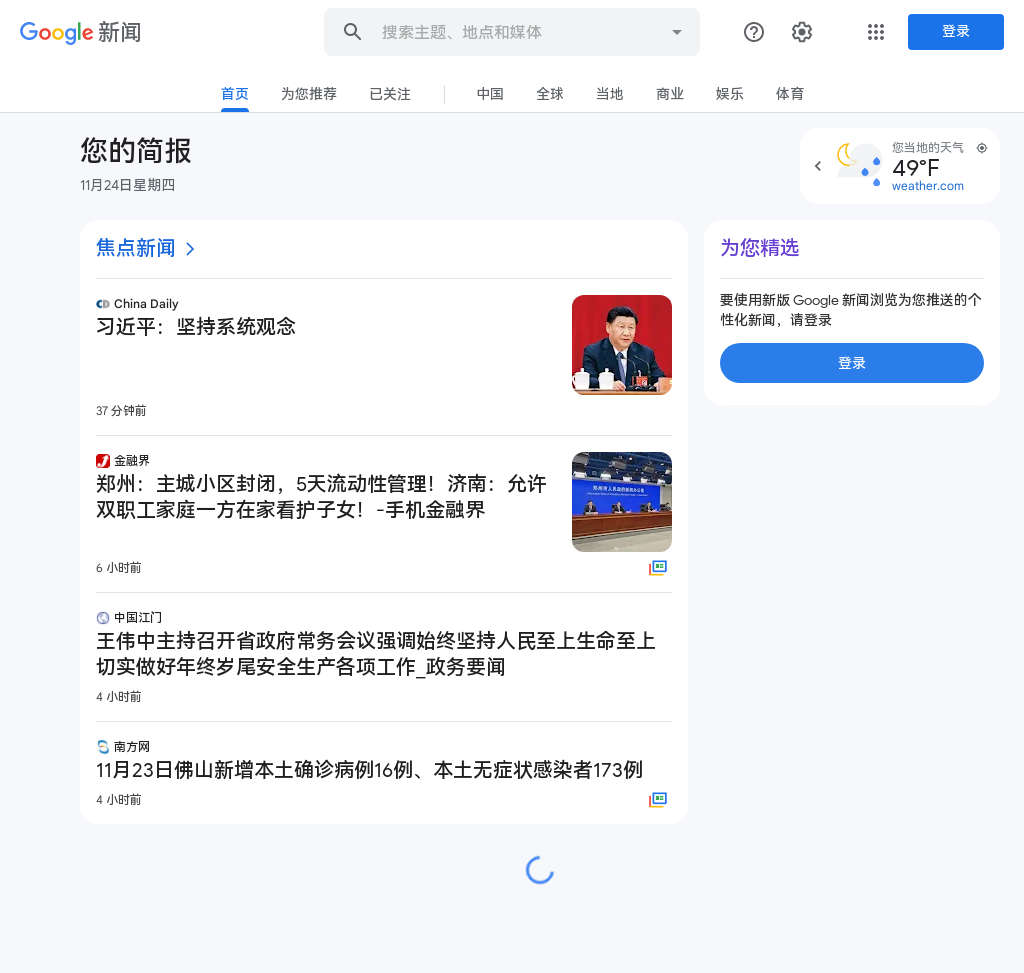 Google 新闻
搜索主题、地点和媒体
登录
首页 为您推荐 已关注 中国 全球 当地 商业 娱乐 体育
您的简报
11月24日星期四
您当地的天气
49°F
weather.com
焦点新闻
China Daily
习近平：坚持系统观念
37 分钟前
金融界
郑州：主城小区封闭，5天流动性管理！济南：允许
双职工家庭一方在家看护子女！-手机金融界
6 小时前
中国江门
王伟中主持召开省政府常务会议强调始终坚持人民至上生命至上
切实做好年终岁尾安全生产各项工作_政务要闻
4 小时前
南方网
11月23日佛山新增本土确诊病例16例、本土无症状感染者173例
4 小时前
为您精选
要使用新版 Google 新闻浏览为您推送的个
性化新闻，请登录
登录